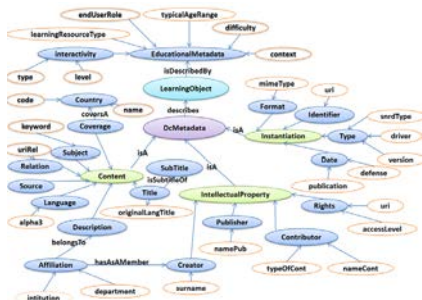 endUserRole
typicalAgeRange
learningResourceType
difficulty
interactivity
EducationalMetadata
context
type
level
isDescribedBy
LearningObject
code
Country
describes
mimeType
uri
coversA
name
Format
Identifier
Coverage
DcMetadata
isA
snrdType
keyword
Instantiation
Type
driver
uriRel
Subject
isA
SubTitle
Date
version
Relation
Content
isSubtitleOf
isA
defense
Source
Title
IntellectualProperty
publication
Language
originalLangTitle
Rights
uri
alpha3
Description
Publisher
accessLevel
belongsTo
namePub
Contributor
Affiliation
hasAsAMember
Creator
typeOfCont
nameCont
intitution
department
surname